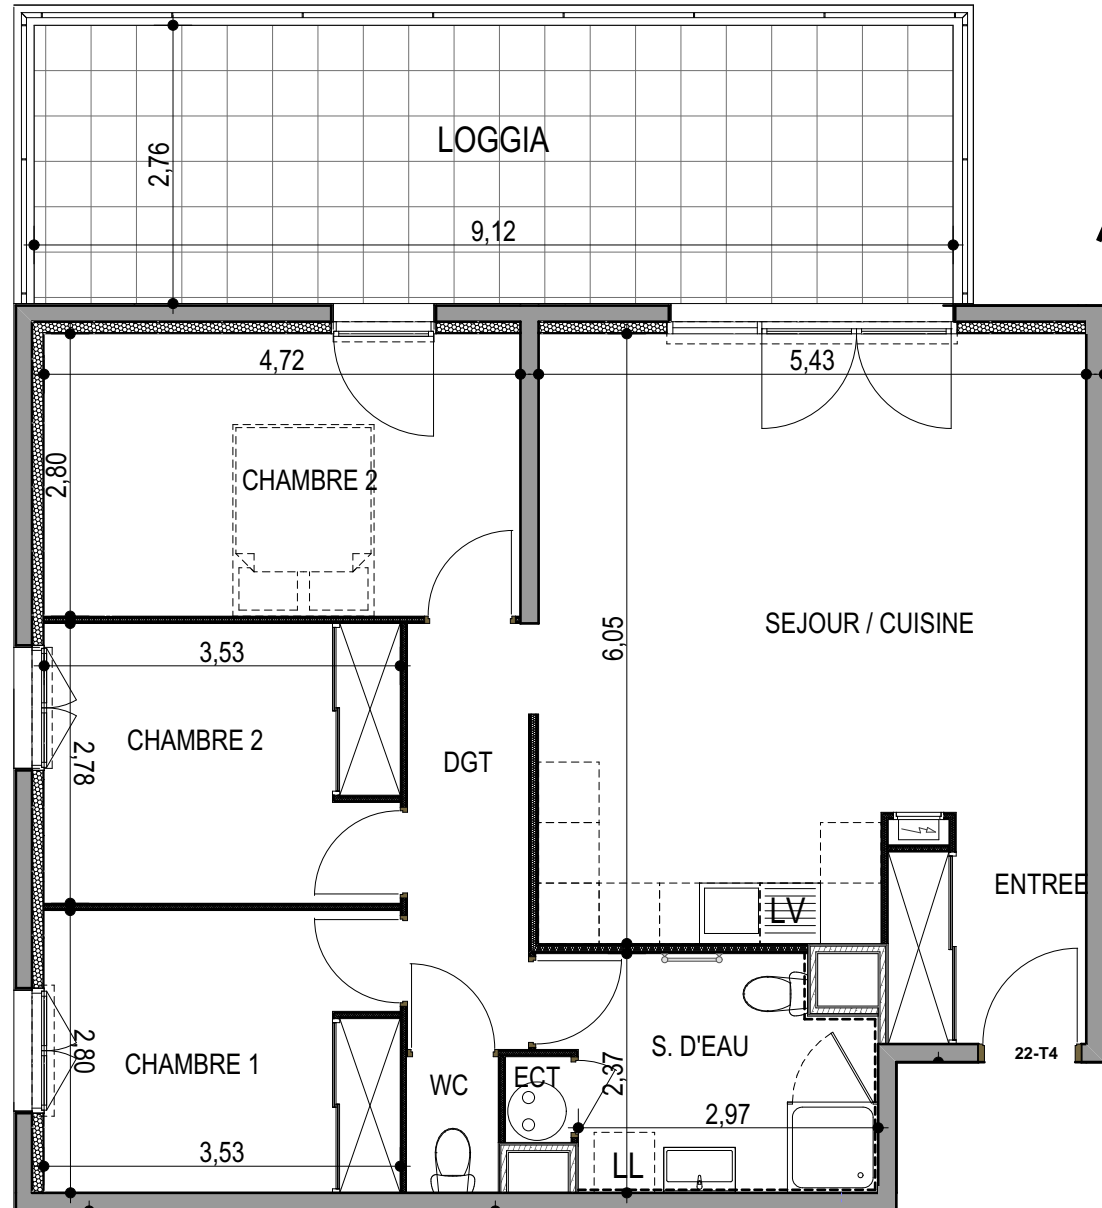 LOGGIA
2,76
9,12
4,72
5,43
2,80
CHAMBRE 2
6,05
SEJOUR / CUISINE
3,53
CHAMBRE 2
2,78
DGT
ENTREE
LV
2,80
CHAMBRE 1
WC
ECT
2,37
S. D'EAU
22-T4
2,97
3,53
LL